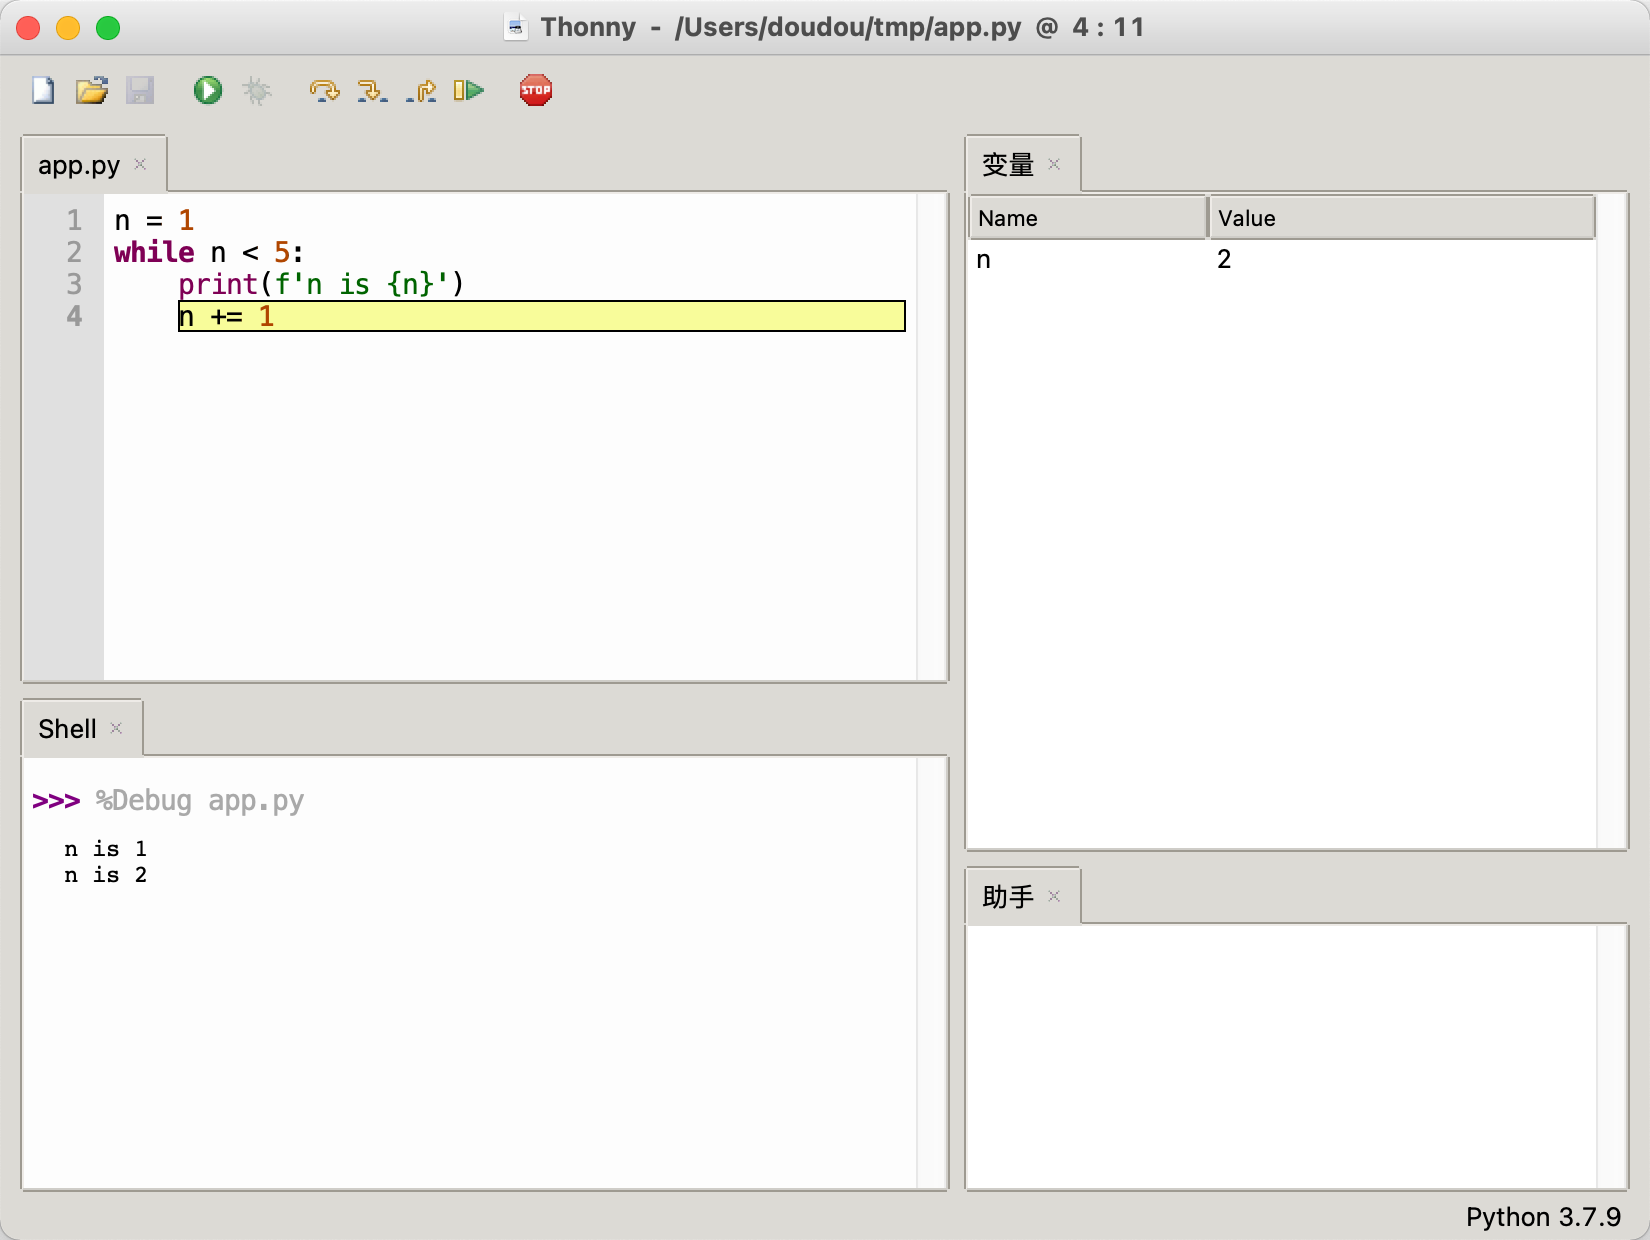 Thonny - /Users/doudou/tmp/app.py @ 4 : 11
STOP
app.py
1 n = 1
2 while n < 5:
3     print(f'n is {n}')
4     n += 1
Shell
>>> %Debug app.py
n is 1
n is 2
变量
Name Value
n 2
助手
Python 3.7.9